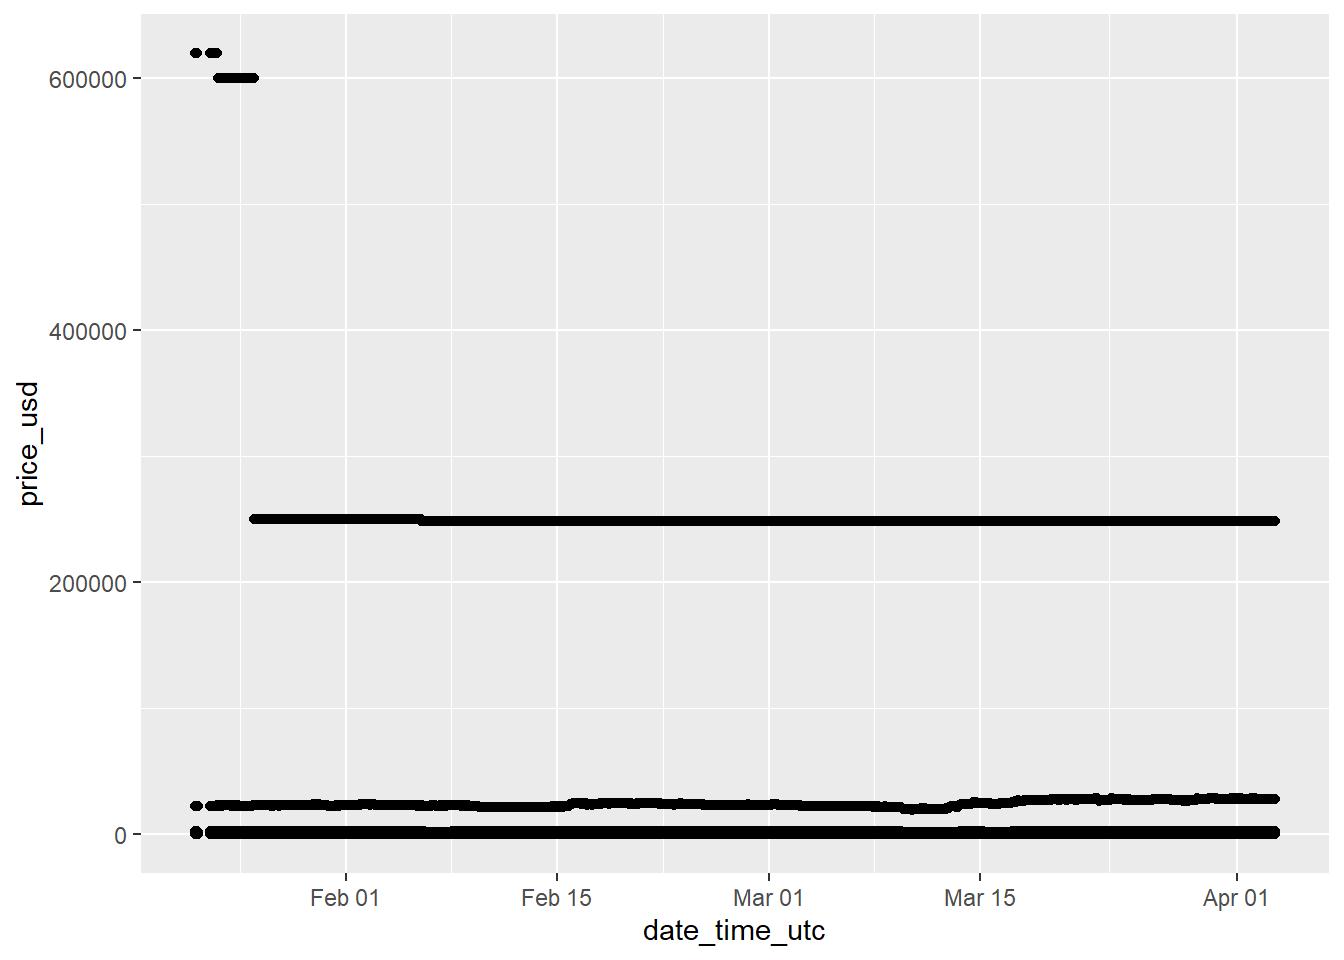 600000
400000
200000
0
price_usd
Feb 01
Feb 15
Mar 01
Mar 15
Apr 01
date_time_utc